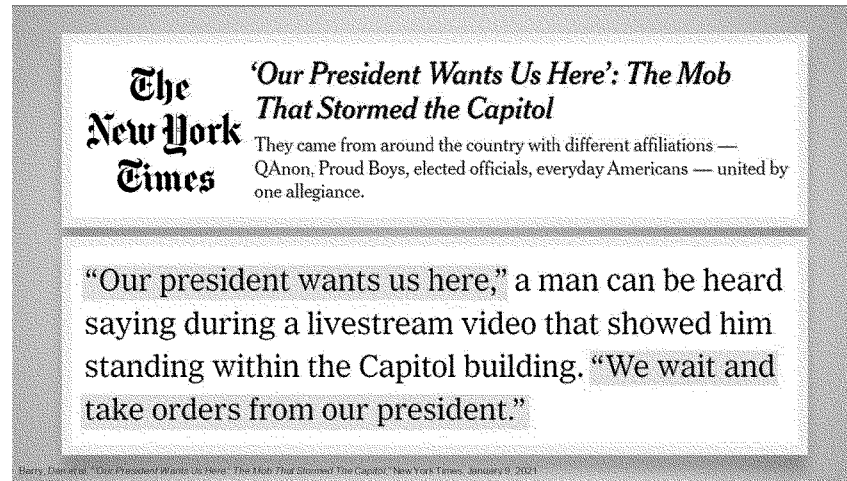 The
New York
Times
‘Our President Wants Us Here’: The Mob
That Stormed the Capitol
They came from around the country with different affiliations —
QAnon, Proud Boys, elected officials, everyday Americans — united by
one allegiance.
“Our president wants us here,” a man can be heard
saying during a livestream video that showed him
standing within the Capitol building. “We wait and
take orders from our president.”
Barry, Dan et al, "Our President Wants Us Here": The Mob That Stormed The Capitol," New York Times, January 9, 2021